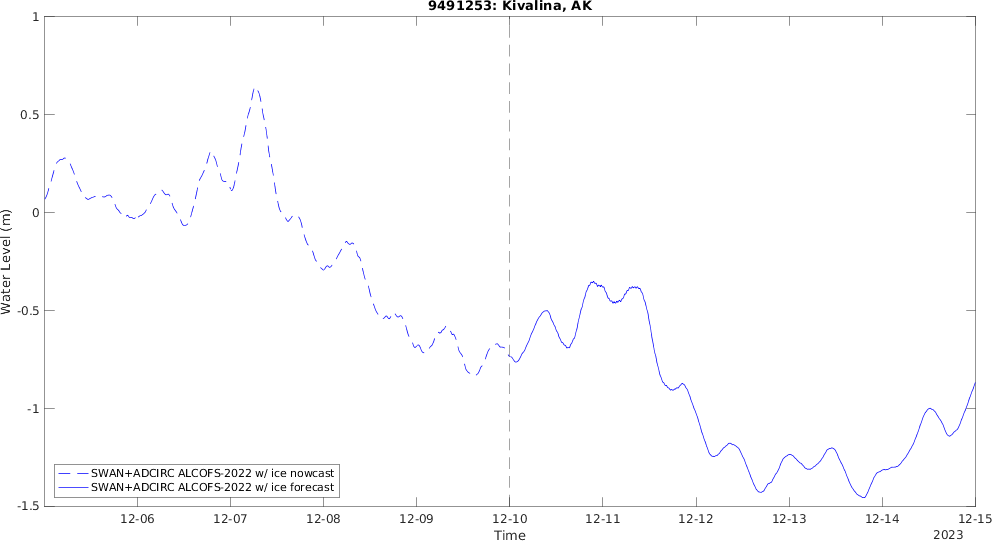 9491253: Kivalina, AK
1
0.5
0
-0.5
-1
-1.5
Water Level (m)
SWAN+ADCIRC ALCOFS-2022 w/ ice nowcast
SWAN+ADCIRC ALCOFS-2022 w/ ice forecast
12-06 12-07 12-08 12-09 12-10 12-11 12-12 12-13 12-14 12-15
Time
2023